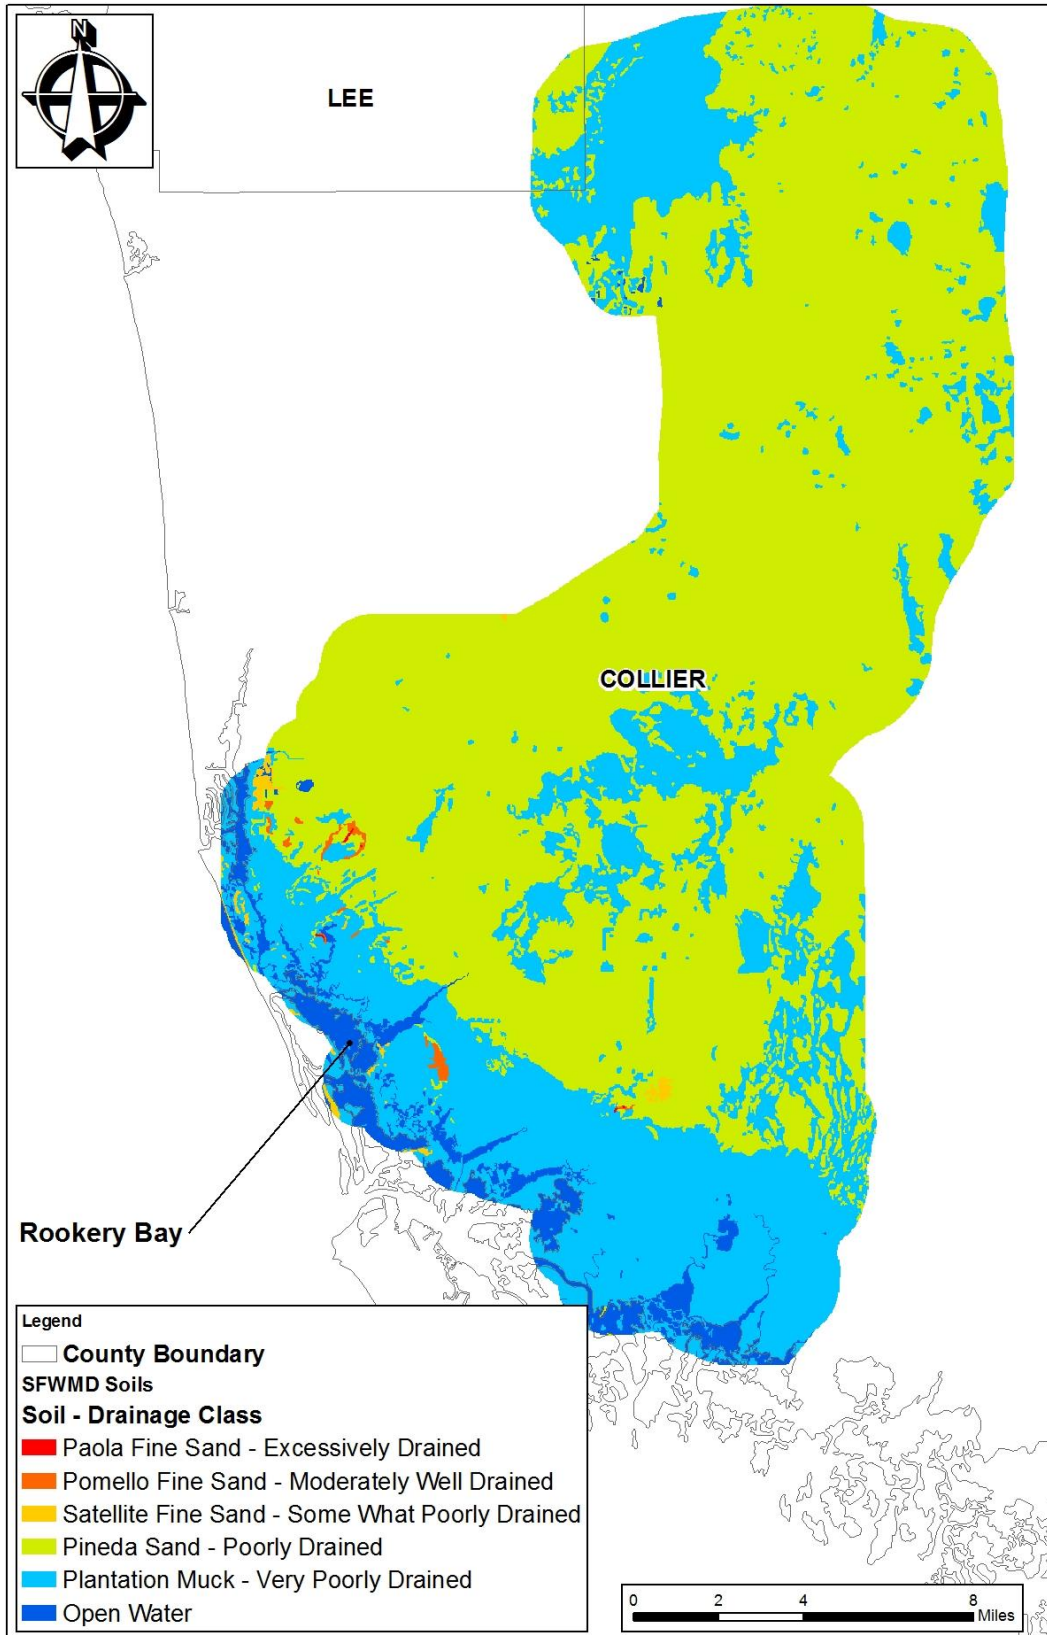 N
LEE
COLLIER
Rookery Bay
Legend
County Boundary
SFWMD Soils
Soil - Drainage Class
Paola Fine Sand - Excessively Drained
Pomello Fine Sand - Moderately Well Drained
Satellite Fine Sand - Some What Poorly Drained
Pineda Sand - Poorly Drained
Plantation Muck - Very Poorly Drained
Open Water
0 2 4 8
Miles